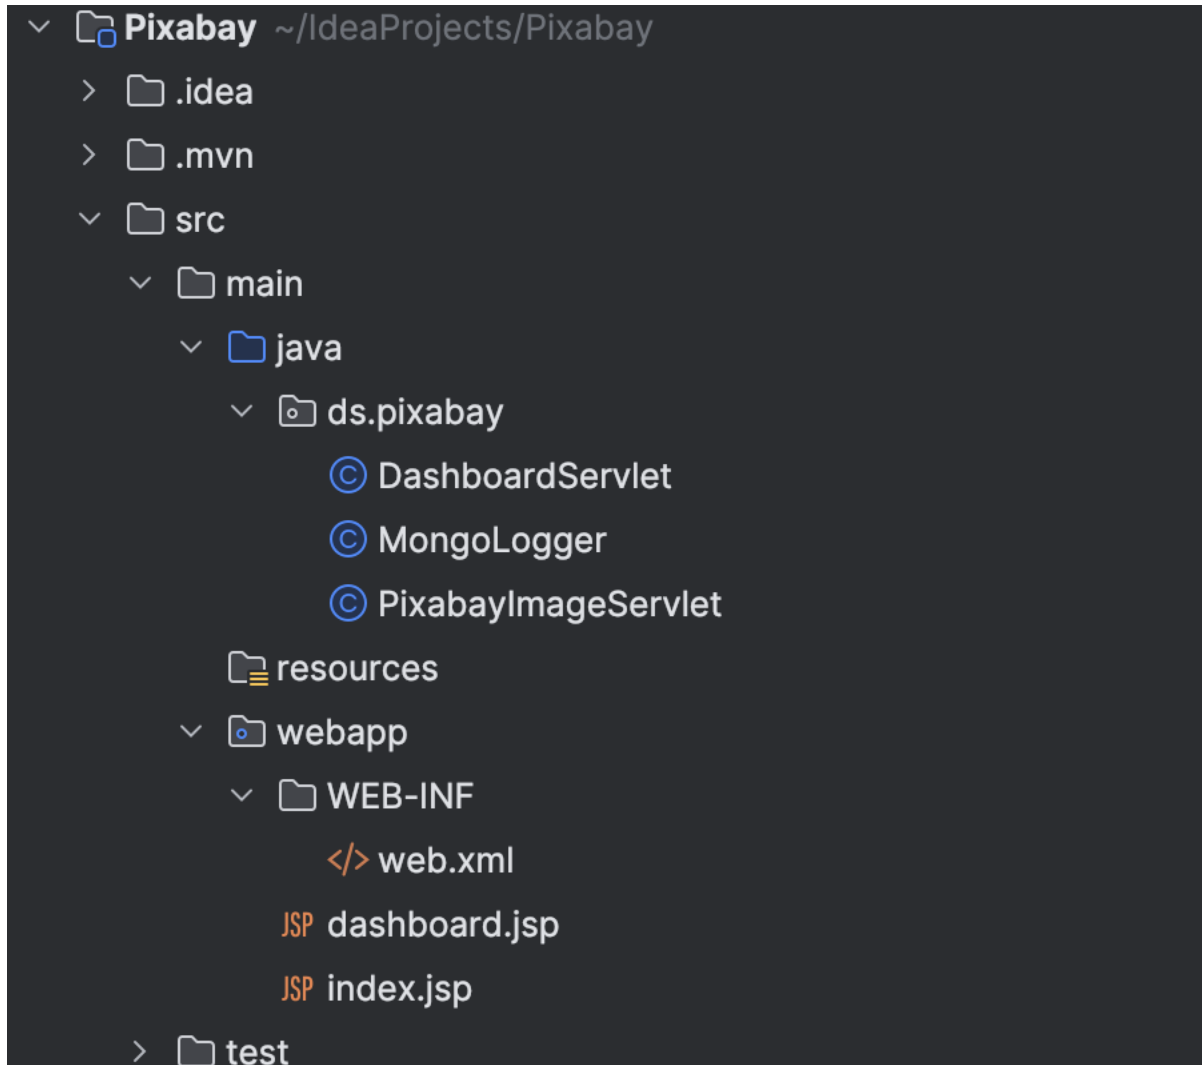 Pixabay ~/IdeaProjects/Pixabay
.idea
.mvn
src
main
java
ds.pixabay
DashboardServlet
MongoLogger
PixabayImageServlet
resources
webapp
WEB-INF
</> web.xml
JSP dashboard.jsp
JSP index.jsp
test